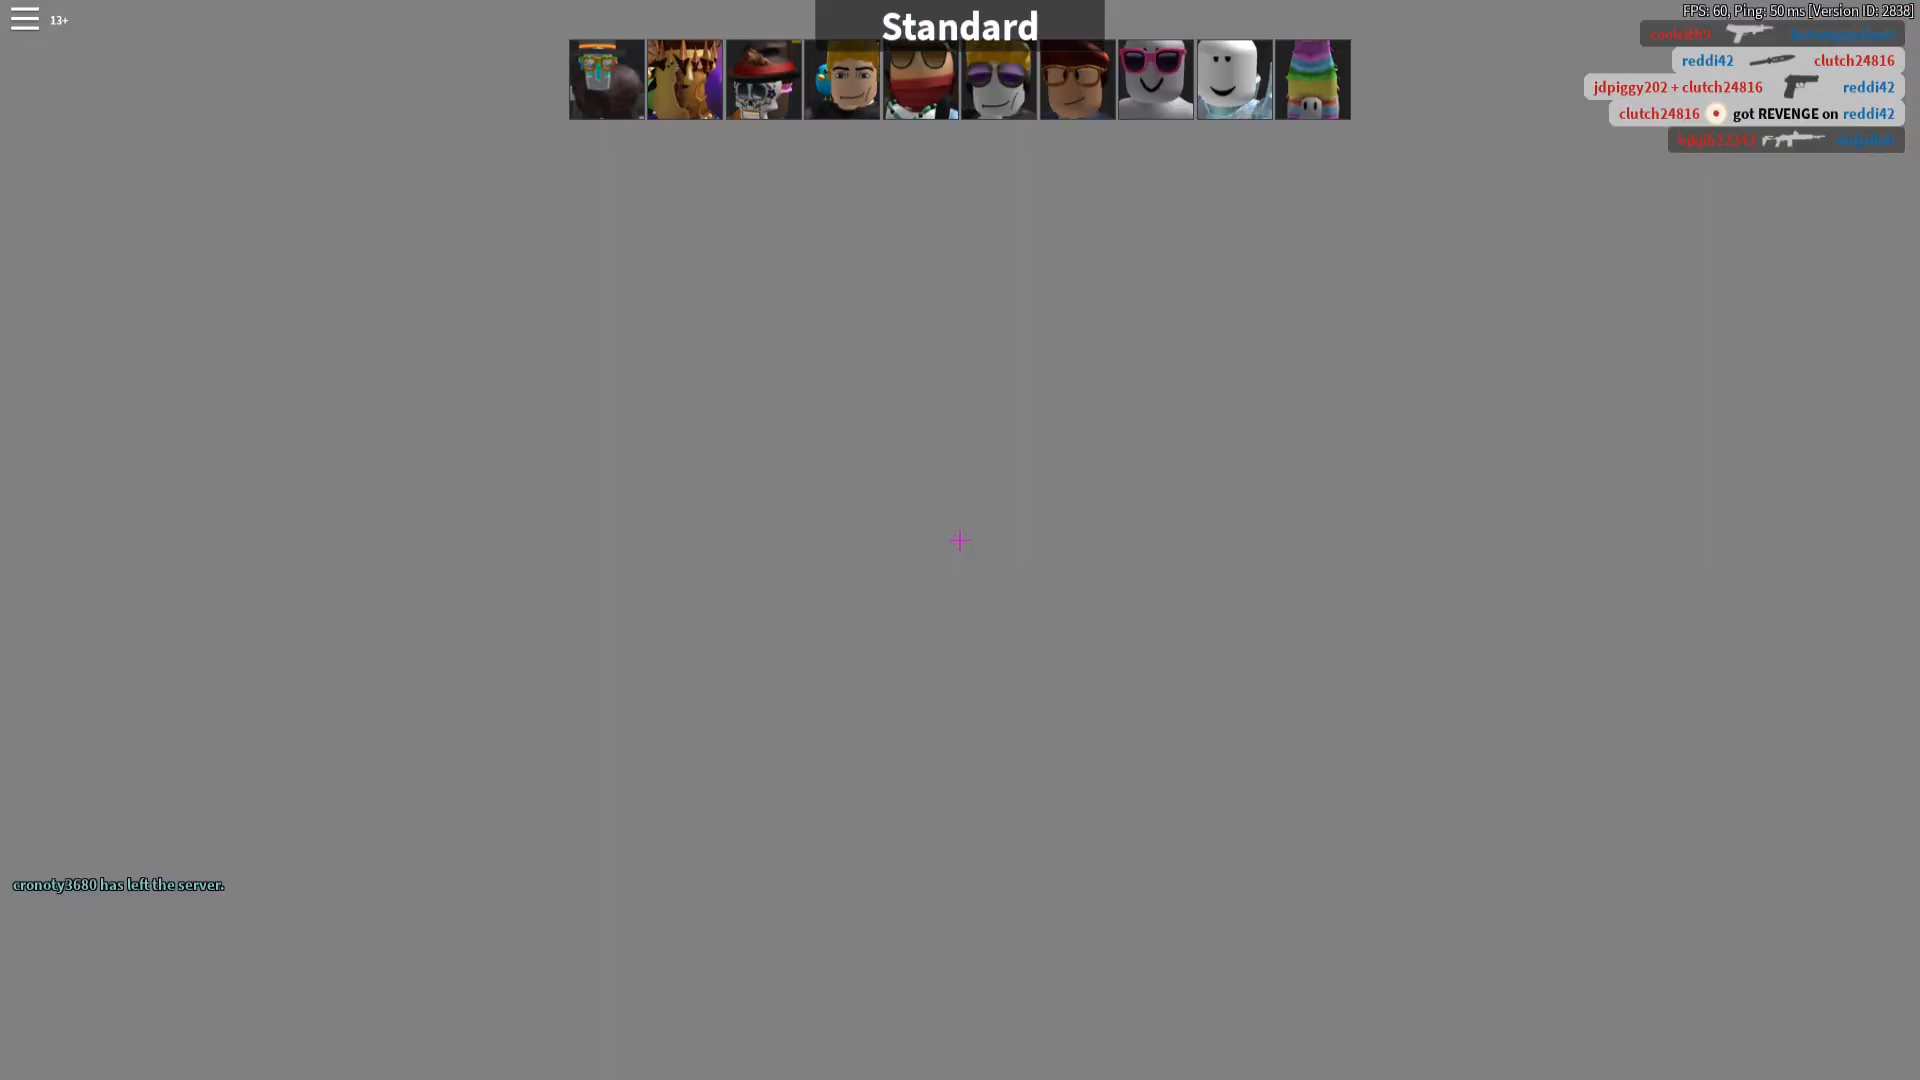 13+
Standard
FPS: 60, Ping: 50 ms [Version ID: 2838]
reddi42 clutch24816
jdpiggy202 + clutch24816 reddi42
clutch24816 got REVENGE on reddi42
cronoty3680 has left the server.